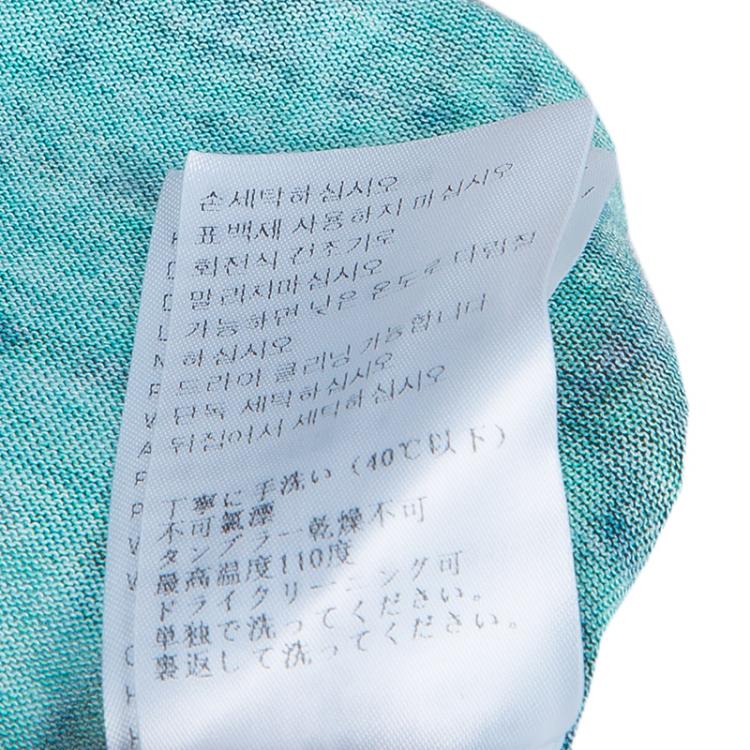 손세탁하십시오
표백제 사용하지 마십시오
회전식 건조기로
말리지마십시오
가능하면 낮은 온도로 다림질
하십시오
드라이 클리닝 가능합니다
단독 세탁하십시오
뒤집어서 세탁하십시오
丁寧に手洗い (40℃以下)
不可氯漂
タンブラー乾燥不可
最高温度110度
ドライクリーニング可
単独で洗ってください。
裏返して洗ってください。